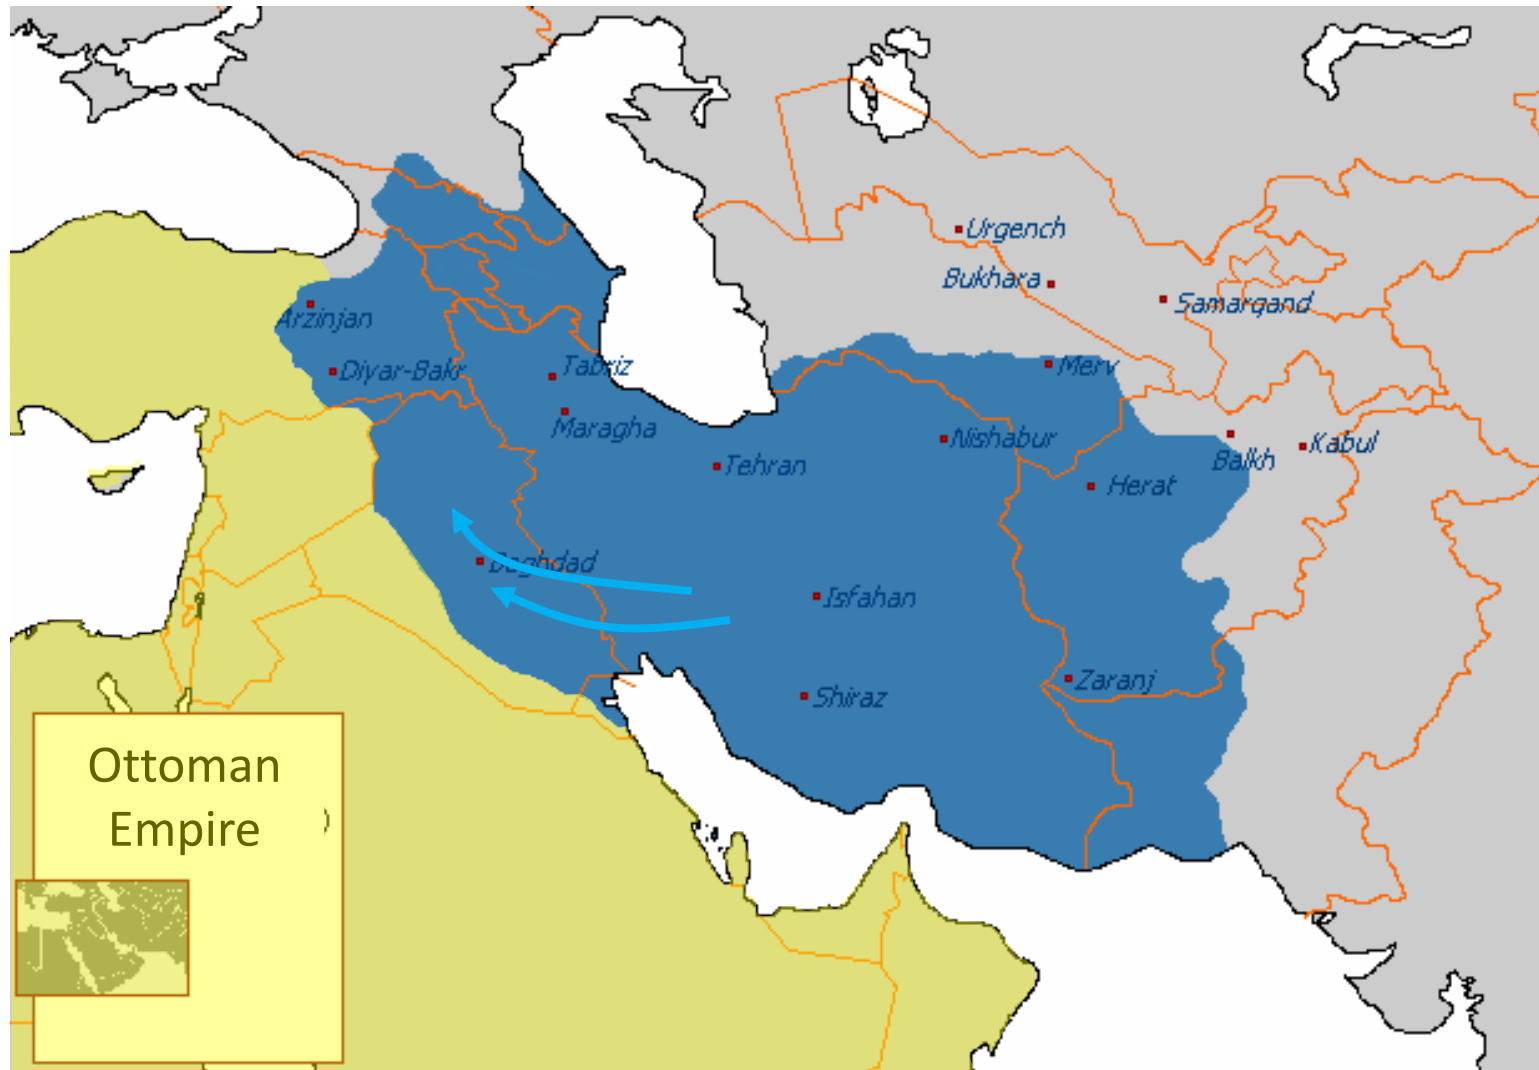 Urgench
Bukhara
Samarqand
Arzinjan
Diyar-Bakr
Tabriz
Merv
Maragha
Nishabur
Kabul
Balkh
Tehran
Herat
Baghdad
Isfahan
Zaranj
Shiraz
Ottoman
Empire